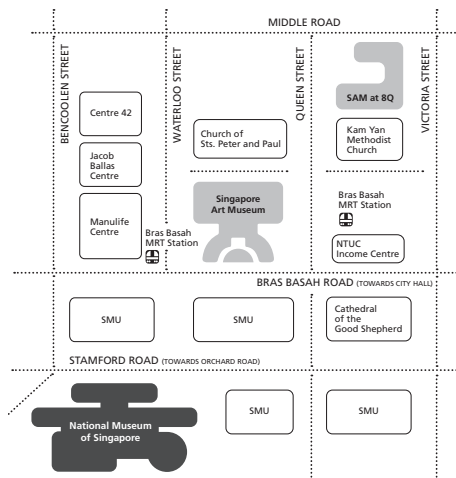 MIDDLE ROAD
BENCOOLEN STREET
WATERLOO STREET
QUEEN STREET
VICTORIA STREET
SAM at 8Q
Centre 42
Church of
Sts. Peter and Paul
Kam Yan
Methodist
Church
Jacob
Ballas
Centre
Singapore
Art Museum
Bras Basah
MRT Station
Manulife
Centre
Bras Basah
MRT Station
NTUC
Income Centre
BRAS BASAH ROAD (TOWARDS CITY HALL)
SMU
SMU
Cathedral
of the
Good Shepherd
STAMFORD ROAD (TOWARDS ORCHARD ROAD)
National Museum
of Singapore
SMU
SMU